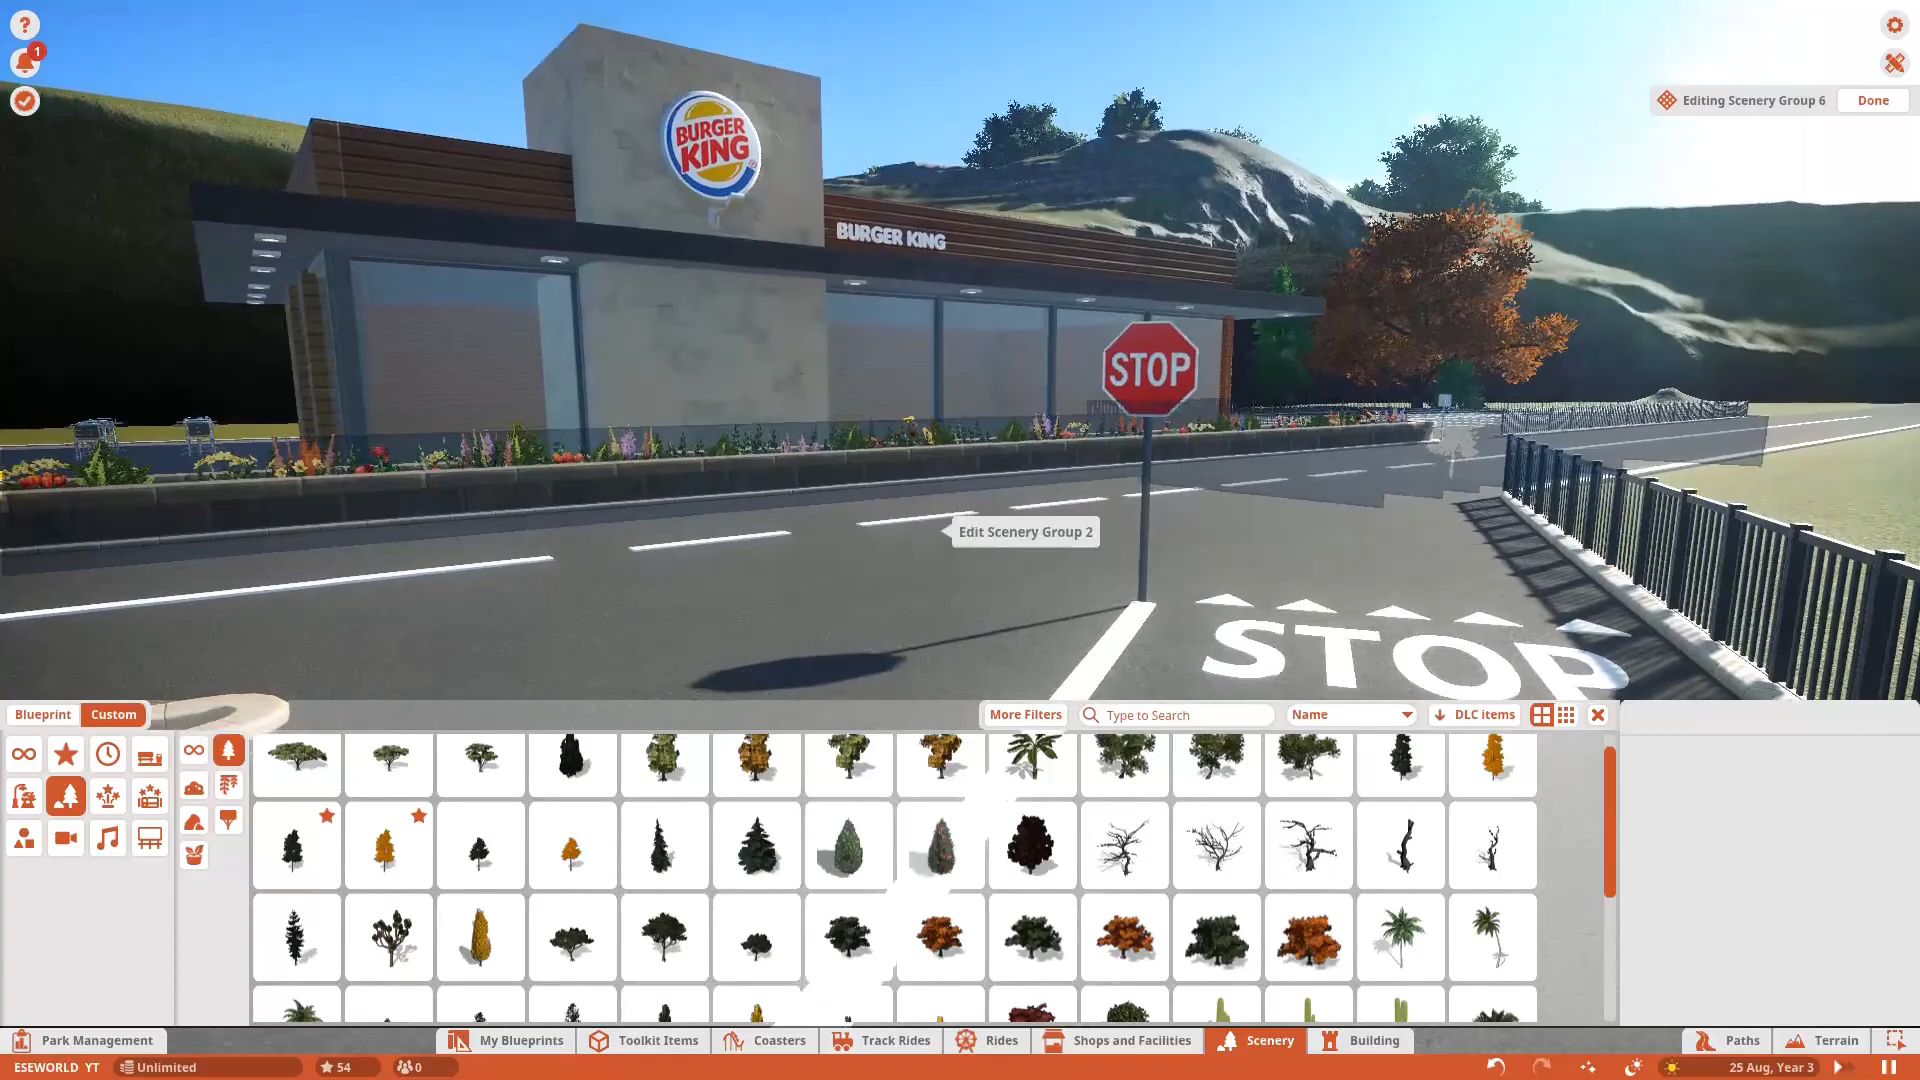 ?
1
Editing Scenery Group 6
Done
BURGER
KING
®
BURGER KING
STOP
Edit Scenery Group 2
STOP
Blueprint
Custom
More Filters
Type to Search
Name
DLC items
Park Management
My Blueprints
Toolkit Items
Coasters
Track Rides
Rides
Shops and Facilities
Scenery
Building
Paths
Terrain
ESEWORLD YT
Unlimited
54
0
25 Aug, Year 3